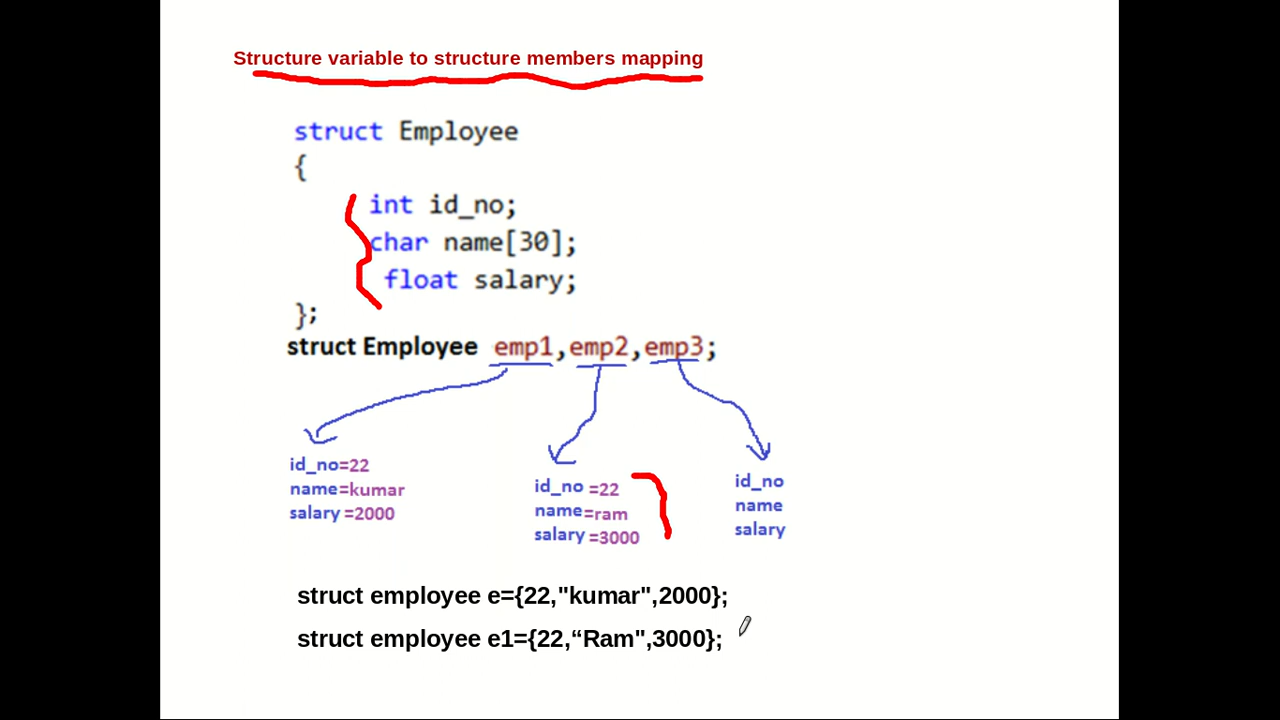 Structure variable to structure members mapping
struct Employee
{
int id_no;
char name[30];
float salary;
};
struct Employee emp1,emp2,emp3;
id_no=22
name=kumar
salary =2000
id_no =22
name=ram
salary =3000
id_no
name
salary
struct employee e={22,"kumar",2000};
struct employee e1={22,“Ram",3000};